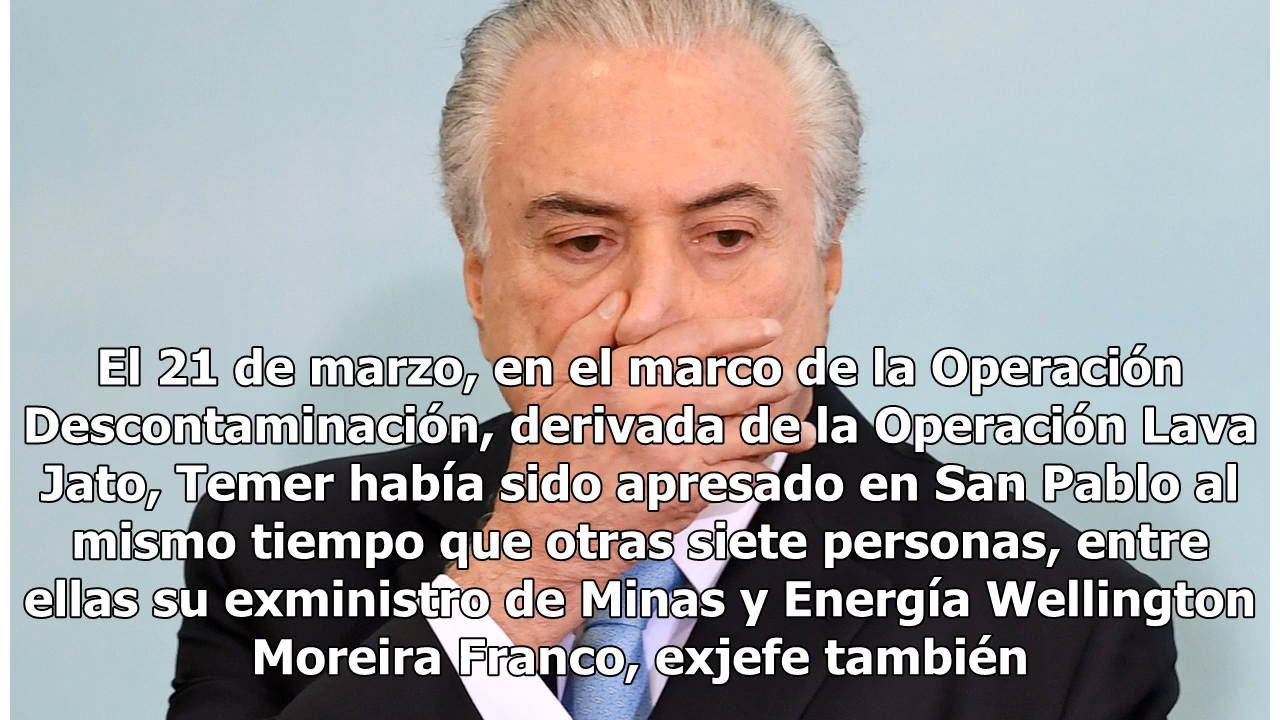 El 21 de marzo, en el marco de la Operación
Descontaminación, derivada de la Operación Lava
Jato, Temer había sido apresado en San Pablo al
mismo tiempo que otras siete personas, entre
ellas su exministro de Minas y Energía Wellington
Moreira Franco, exjefe también